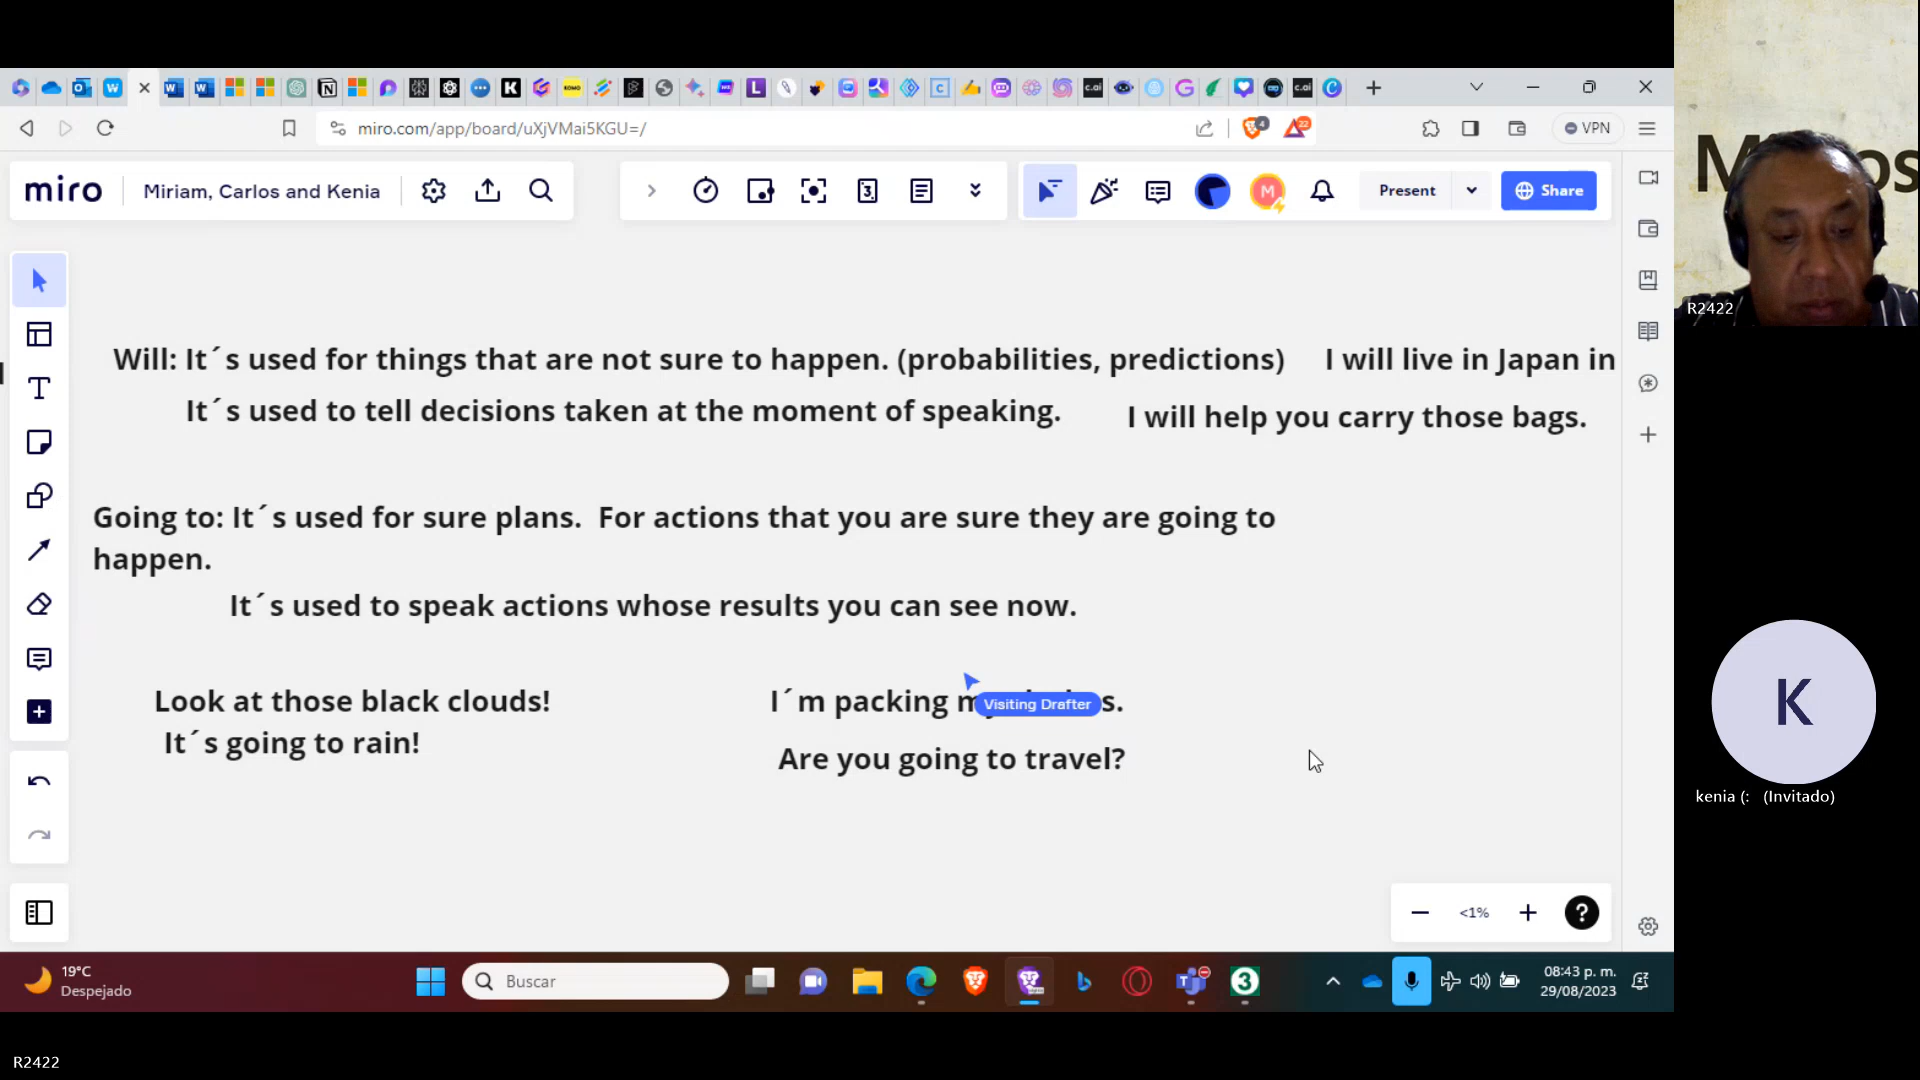 miro.com/app/board/uXjVMai5KGU=/
4
22
VPN
miro
Miriam, Carlos and Kenia
3
M
Present
Share
Will: It´s used for things that are not sure to happen. (probabilities, predictions)
I will live in Japan in
It´s used to tell decisions taken at the moment of speaking.
I will help you carry those bags.
Going to: It´s used for sure plans.  For actions that you are sure they are going to
happen.
It´s used to speak actions whose results you can see now.
Look at those black clouds!
I´m packing
s.
Visiting Drafter
It´s going to rain!
Are you going to travel?
<1%
?
19°C
Despejado
Buscar
3
08:43 p. m.
29/08/2023
R2422
K
kenia (:   (Invitado)
R2422